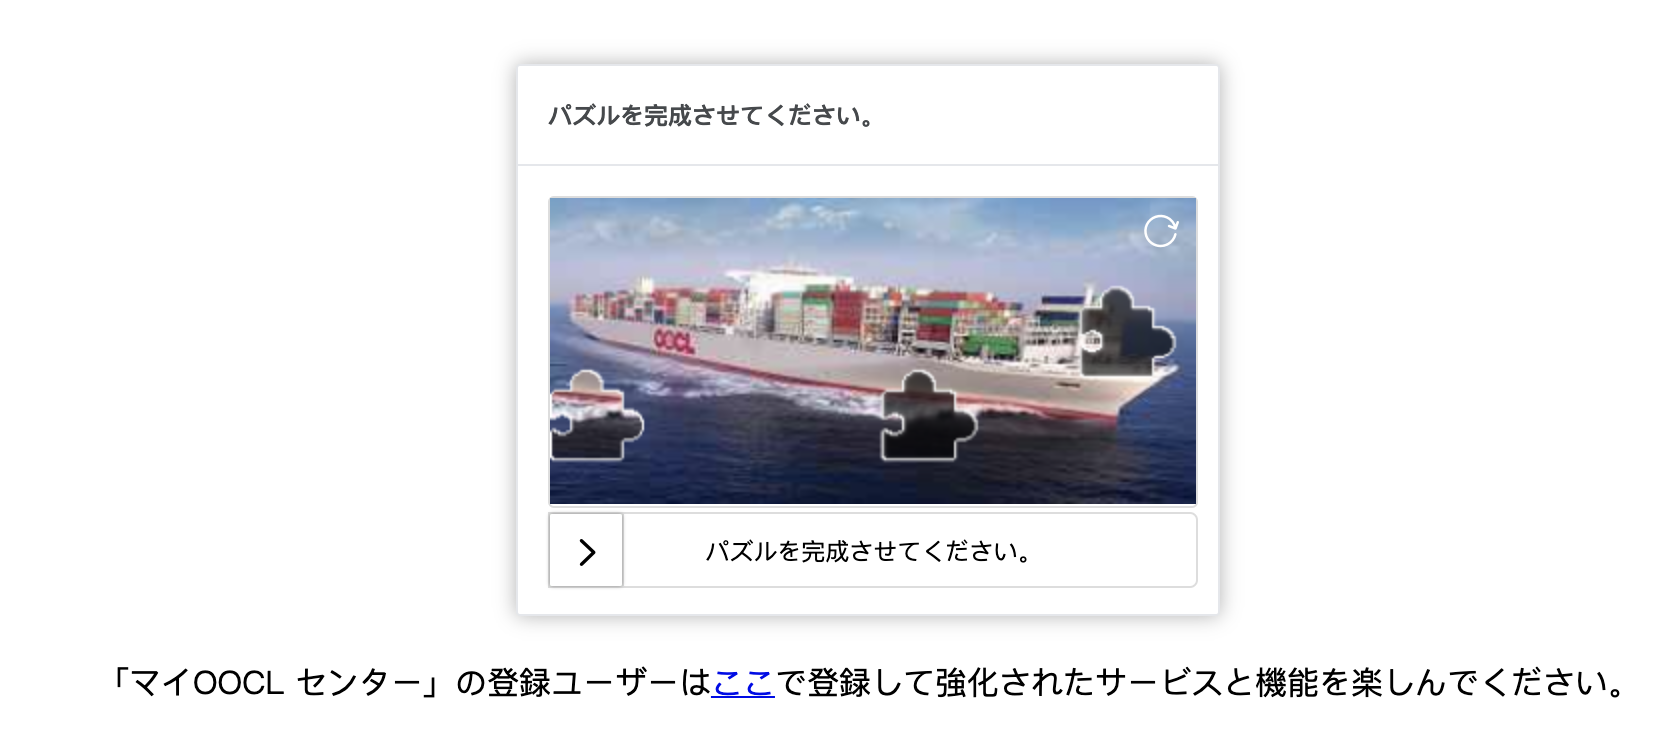 パズルを完成させてください。
OOCL
パズルを完成させてください。
「マイOOCL センター」の登録ユーザーはここで登録して強化されたサービスと機能を楽しんでください。